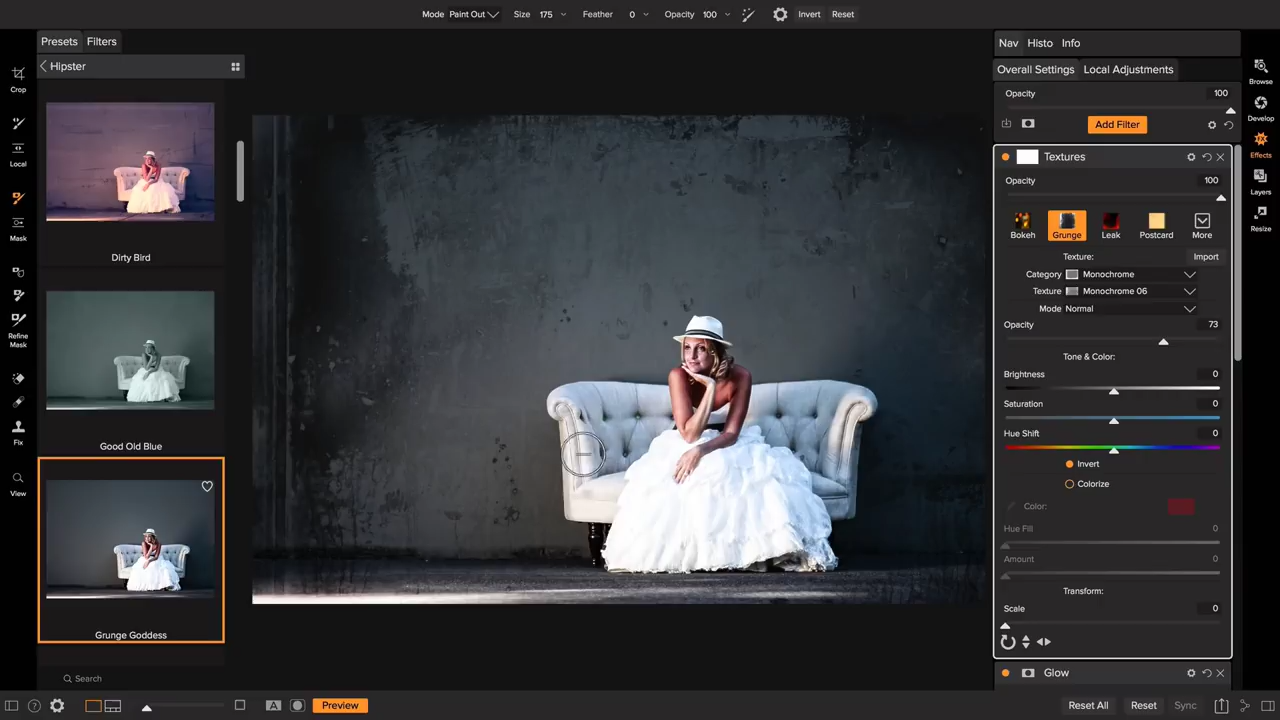 Mode Paint Out Size 175 Feather 0 Opacity 100 Invert Reset
Presets Filters
Hipster
Dirty Bird
Good Old Blue
Grunge Goddess
Search
Crop
Local
Mask
Refine
Mask
Fix
View
Nav Histo Info
Overall Settings Local Adjustments
Opacity 100
Add Filter
Textures
Opacity 100
Bokeh Grunge Leak Postcard More
Texture: Import
Category Monochrome
Texture Monochrome 06
Mode Normal
Opacity 73
Tone & Color:
Brightness 0
Saturation 0
Hue Shift 0
Invert
Colorize
Color:
Hue Fill 0
Amount 0
Transform:
Scale 0
Glow
Browse
Develop
FX
Effects
Layers
Resize
? A Preview Reset All Reset Sync